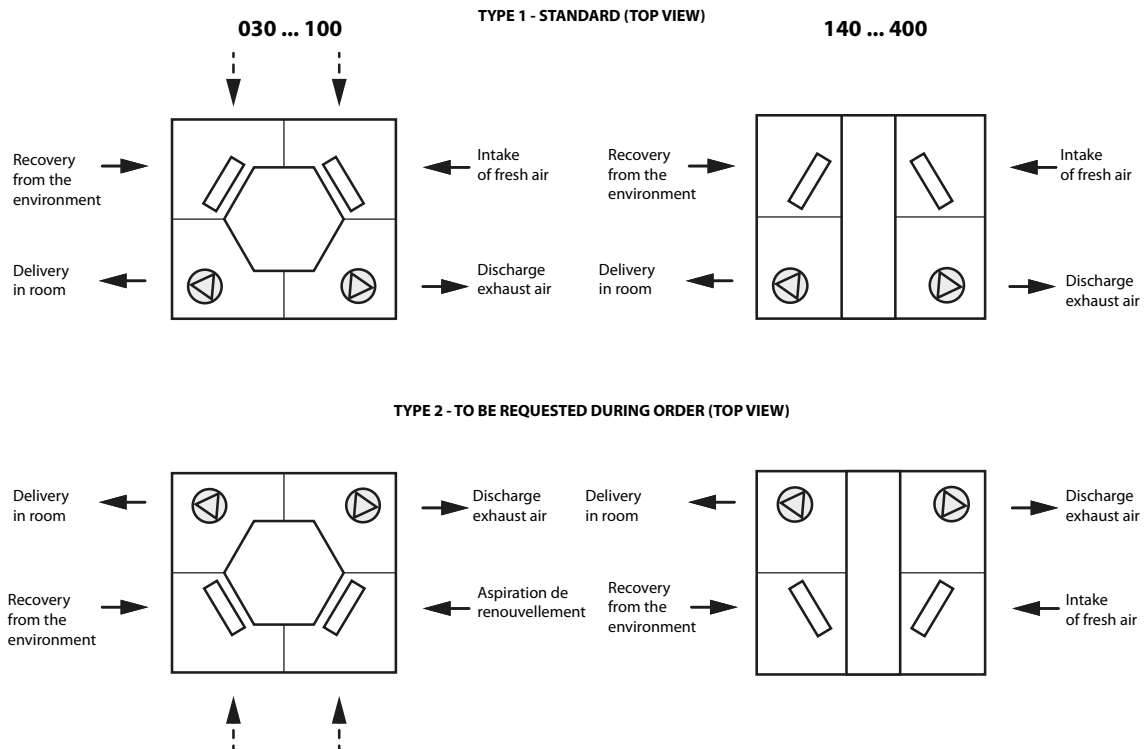 TYPE 1 - STANDARD (TOP VIEW)
030 ... 100
140 ... 400
Recovery
from the
environment
Intake
of fresh air
Recovery
from the
environment
Intake
of fresh air
Delivery
in room
Discharge
exhaust air
Delivery
in room
Discharge
exhaust air
TYPE 2 - TO BE REQUESTED DURING ORDER (TOP VIEW)
Delivery
in room
Discharge
exhaust air
Delivery
in room
Discharge
exhaust air
Recovery
from the
environment
Aspiration de
renouvellement
Recovery
from the
environment
Intake
of fresh air